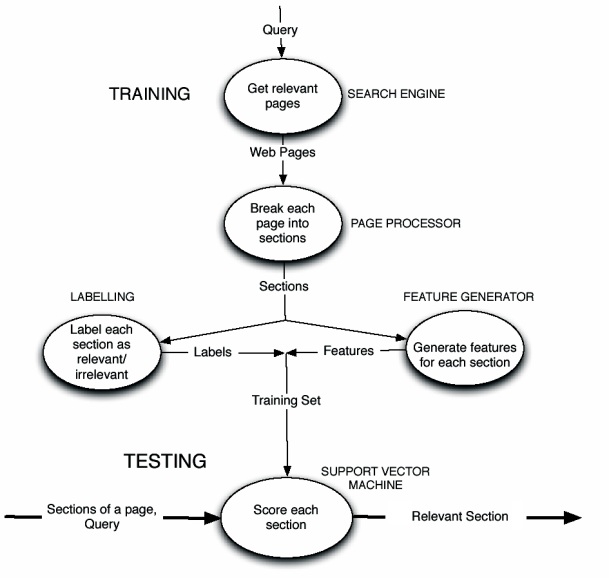 Query
TRAINING
Get relevant
pages
SEARCH ENGINE
Web Pages
Break each
page into
sections
PAGE PROCESSOR
Sections
LABELLING
FEATURE GENERATOR
Label each
section as
relevant/
irrelevant
Labels
Features
Generate features
for each section
Training Set
TESTING
SUPPORT VECTOR
MACHINE
Sections of a page,
Query
Score each
section
Relevant Section